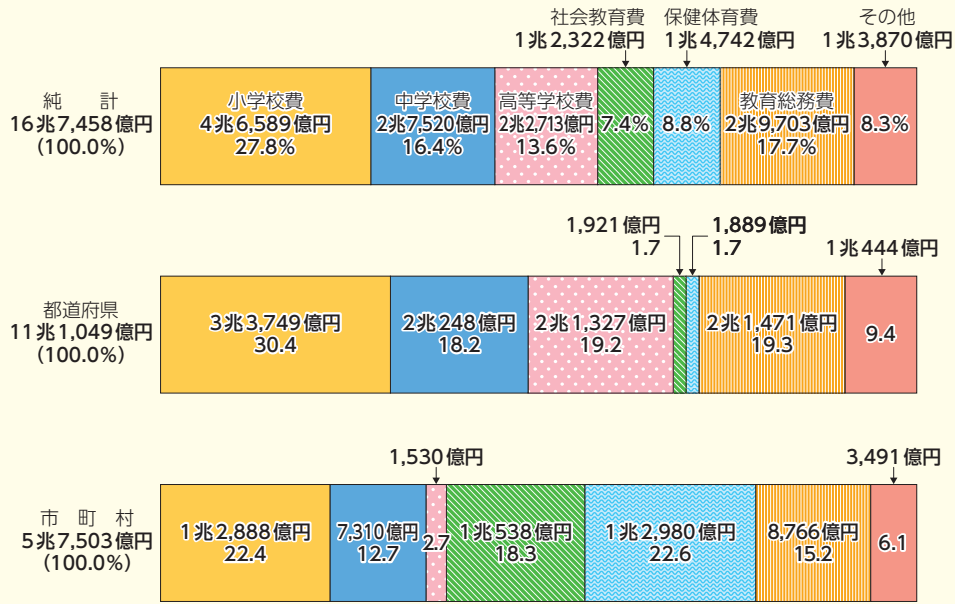 社会教育費
1兆2,322億円
保健体育費
1兆4,742億円
その他
1兆3,870億円
純　計
16兆7,458億円
(100.0%)
小学校費
4兆6,589億円
27.8%
中学校費
2兆7,520億円
16.4%
高等学校費
2兆2,713億円
13.6%
7.4%
8.8%
教育総務費
2兆9,703億円
17.7%
8.3%
1,921億円
1.7
1,889億円
1.7
1兆444億円
都道府県
11兆1,049億円
(100.0%)
3兆3,749億円
30.4
2兆248億円
18.2
2兆1,327億円
19.2
2兆1,471億円
19.3
9.4
1,530億円
3,491億円
市 町 村
5兆7,503億円
(100.0%)
1兆2,888億円
22.4
7,310億円
12.7
2.7
1兆538億円
18.3
1兆2,980億円
22.6
8,766億円
15.2
6.1